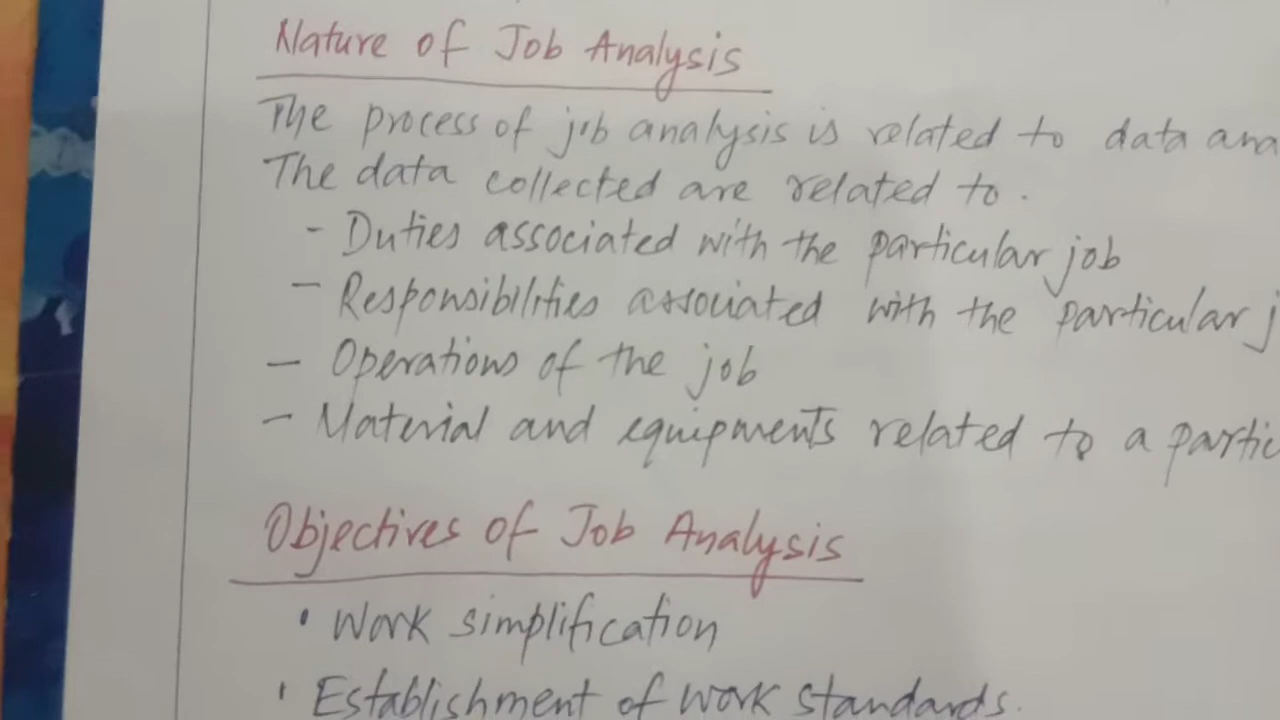 Nature of Job Analysis
The process of job analysis is related to data ana
The data collected are related to.
- Duties associated with the particular job
- Responsibilities associated with the particular j
- Operations of the job
- Material and equipments related to a partic
Objectives of Job Analysis
• Work simplification
• Establishment of work standards.